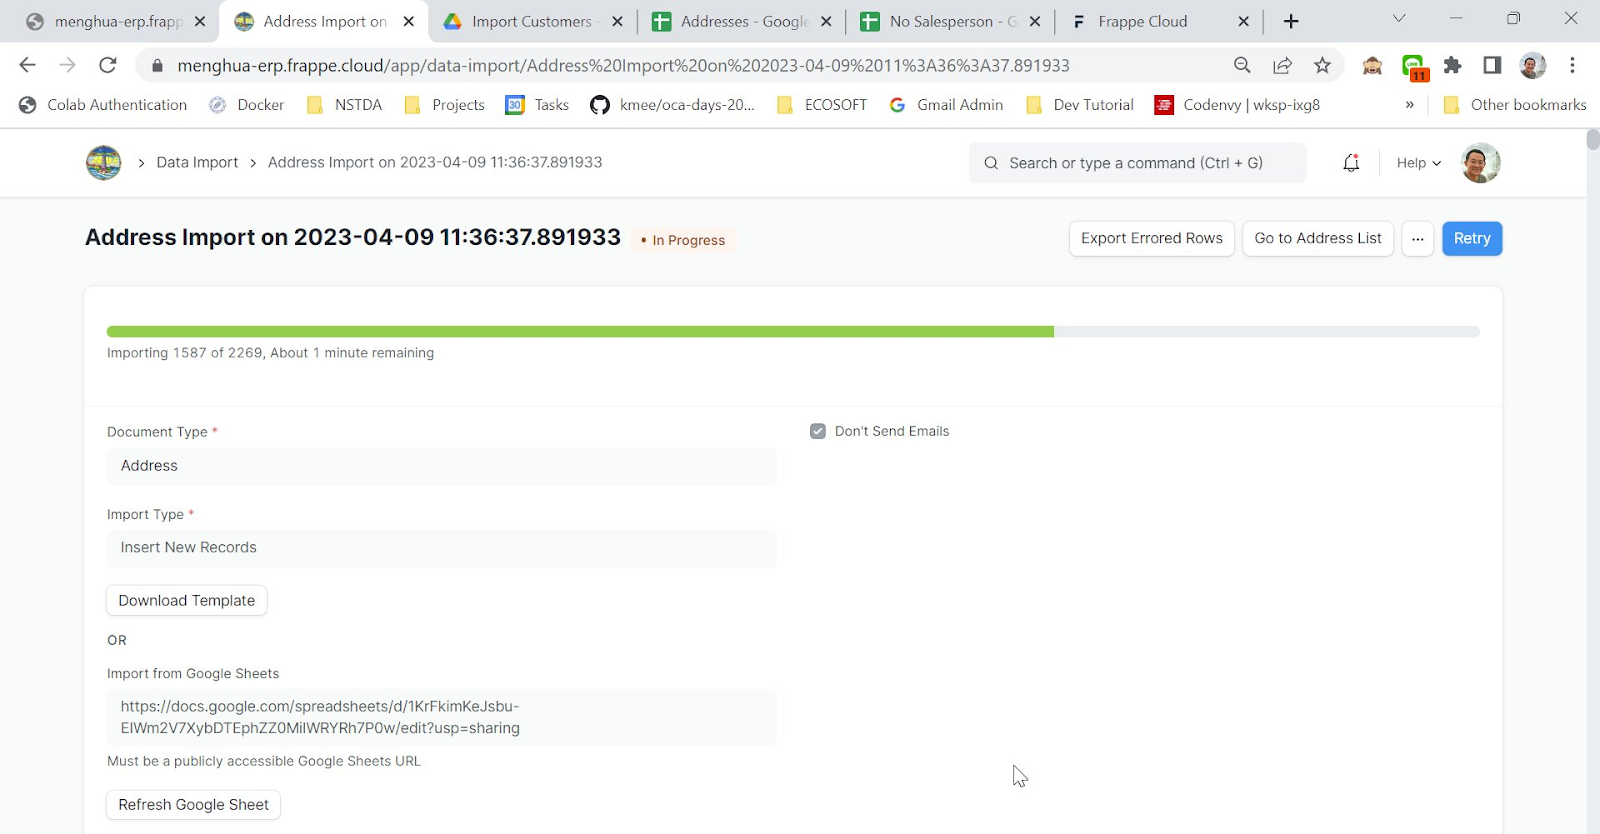 menghua-erp.frapp
Address Import on
Import Customers -
Addresses - Google
No Salesperson - G
Frappe Cloud
menghua-erp.frappe.cloud/app/data-import/Address%20Import%20on%202023-04-09%2011%3A36%3A37.891933
11
Colab Authentication
Docker
NSTDA
Projects
30
Tasks
kmee/oca-days-20...
ECOSOFT
Gmail Admin
Dev Tutorial
Codenvy | wksp-ixg8
»
Other bookmarks
Data Import
Address Import on 2023-04-09 11:36:37.891933
Search or type a command (Ctrl + G)
Help
Address Import on 2023-04-09 11:36:37.891933
• In Progress
Export Errored Rows
Go to Address List
...
Retry
Importing 1587 of 2269, About 1 minute remaining
Document Type *
Don't Send Emails
Address
Import Type *
Insert New Records
Download Template
OR
Import from Google Sheets
https://docs.google.com/spreadsheets/d/1KrFkimKeJsbu-
EIWm2V7XybDTEphZZ0MilWRYRh7P0w/edit?usp=sharing
Must be a publicly accessible Google Sheets URL
Refresh Google Sheet